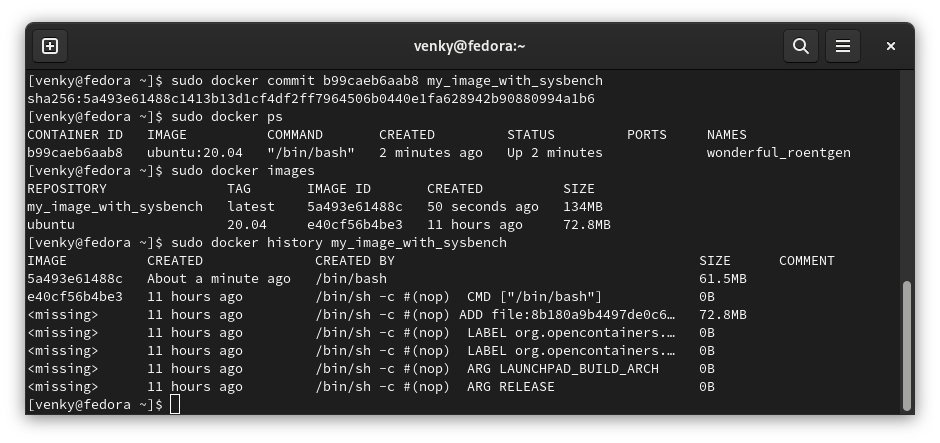 venky@fedora:~
[venky@fedora ~]$ sudo docker commit b99caeb6aab8 my_image_with_sysbench
sha256:5a493e61488c1413b13d1cf4df2ff7964506b0440e1fa628942b90880994a1b6
[venky@fedora ~]$ sudo docker ps
CONTAINER ID   IMAGE          COMMAND       CREATED         STATUS         PORTS     NAMES
b99caeb6aab8   ubuntu:20.04   "/bin/bash"   2 minutes ago   Up 2 minutes             wonderful_roentgen
[venky@fedora ~]$ sudo docker images
REPOSITORY               TAG       IMAGE ID       CREATED          SIZE
my_image_with_sysbench   latest    5a493e61488c   50 seconds ago   134MB
ubuntu                   20.04     e40cf56b4be3   11 hours ago     72.8MB
[venky@fedora ~]$ sudo docker history my_image_with_sysbench
IMAGE          CREATED              CREATED BY                                      SIZE      COMMENT
5a493e61488c   About a minute ago   /bin/bash                                       61.5MB
e40cf56b4be3   11 hours ago         /bin/sh -c #(nop)  CMD ["/bin/bash"]            0B
<missing>      11 hours ago         /bin/sh -c #(nop) ADD file:8b180a9b4497de0c6…   72.8MB
<missing>      11 hours ago         /bin/sh -c #(nop)  LABEL org.opencontainers.…   0B
<missing>      11 hours ago         /bin/sh -c #(nop)  LABEL org.opencontainers.…   0B
<missing>      11 hours ago         /bin/sh -c #(nop)  ARG LAUNCHPAD_BUILD_ARCH     0B
<missing>      11 hours ago         /bin/sh -c #(nop)  ARG RELEASE                  0B
[venky@fedora ~]$